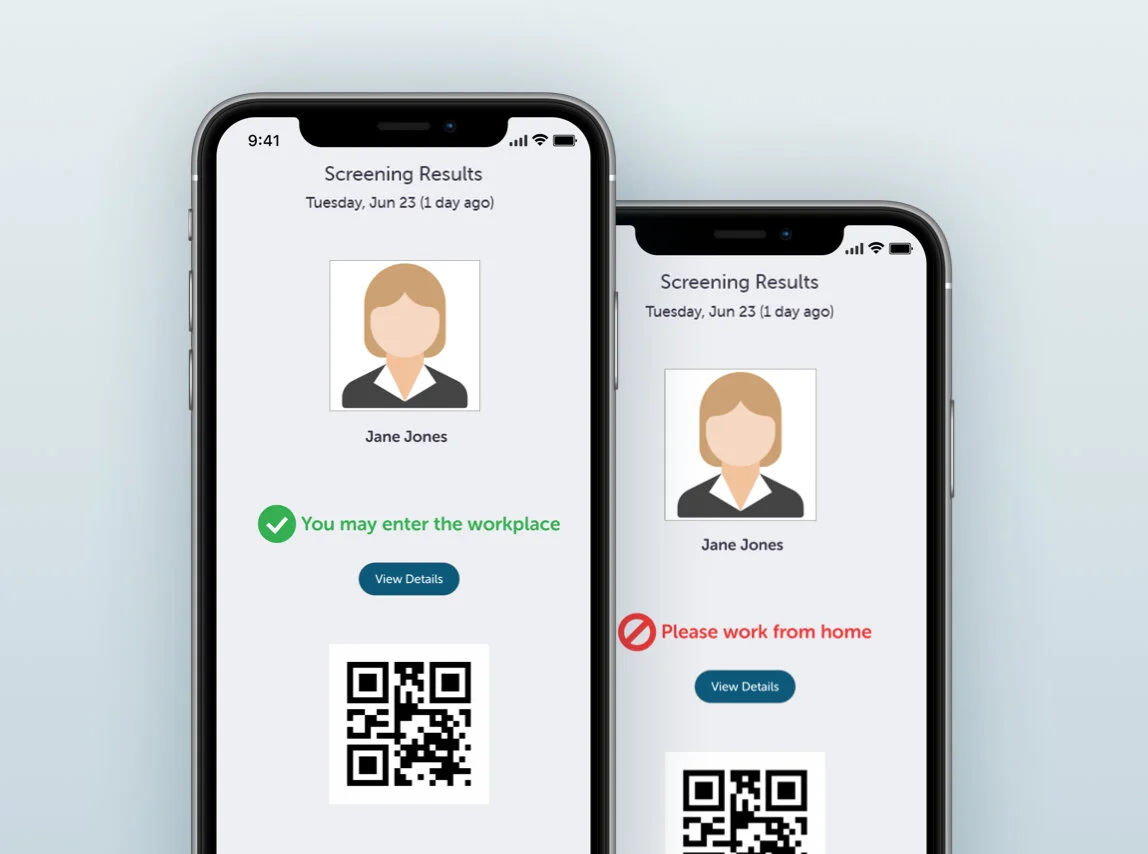 9:41
Screening Results
Tuesday, Jun 23 (1 day ago)
Jane Jones
You may enter the workplace
View Details
Screening Results
Tuesday, Jun 23 (1 day ago)
Jane Jones
Please work from home
View Details